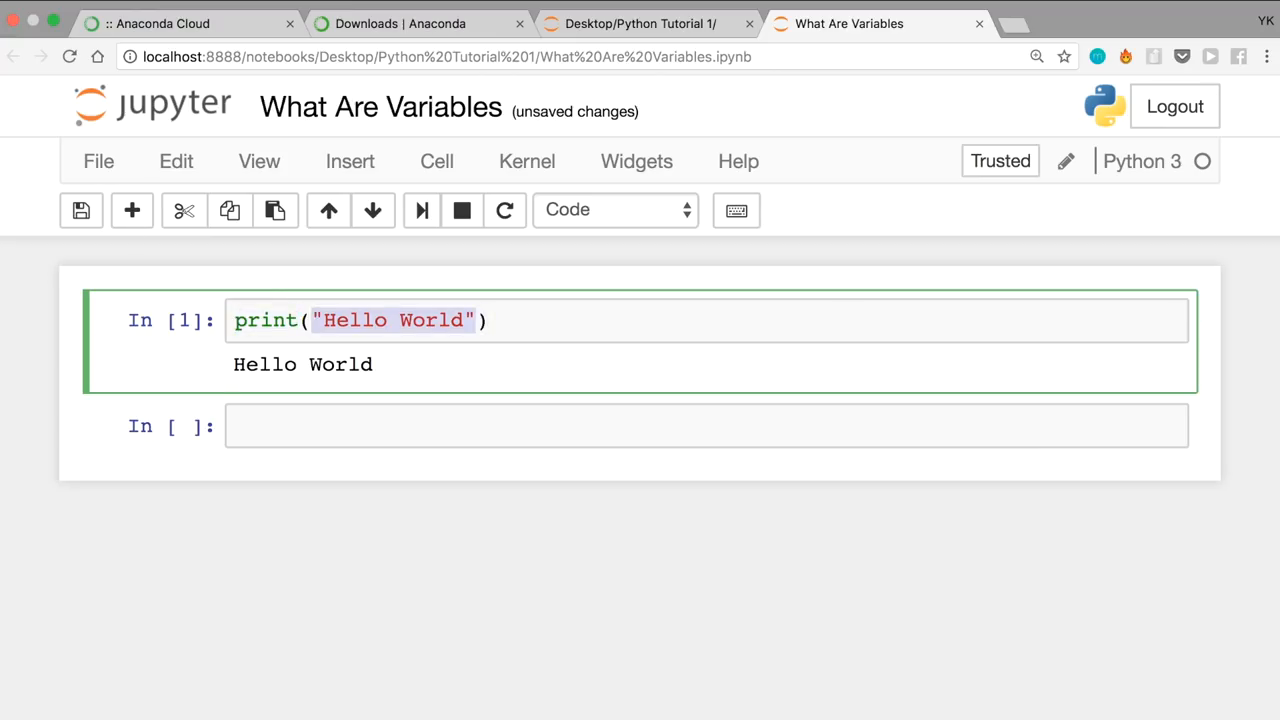 :: Anaconda Cloud
Downloads | Anaconda
Desktop/Python Tutorial 1/
What Are Variables
YK
localhost:8888/notebooks/Desktop/Python%20Tutorial%201/What%20Are%20Variables.ipynb
jupyter What Are Variables (unsaved changes)
Logout
File Edit View Insert Cell Kernel Widgets Help
Trusted
Python 3
Code
In [1]: print("Hello World")
Hello World
In [ ]: